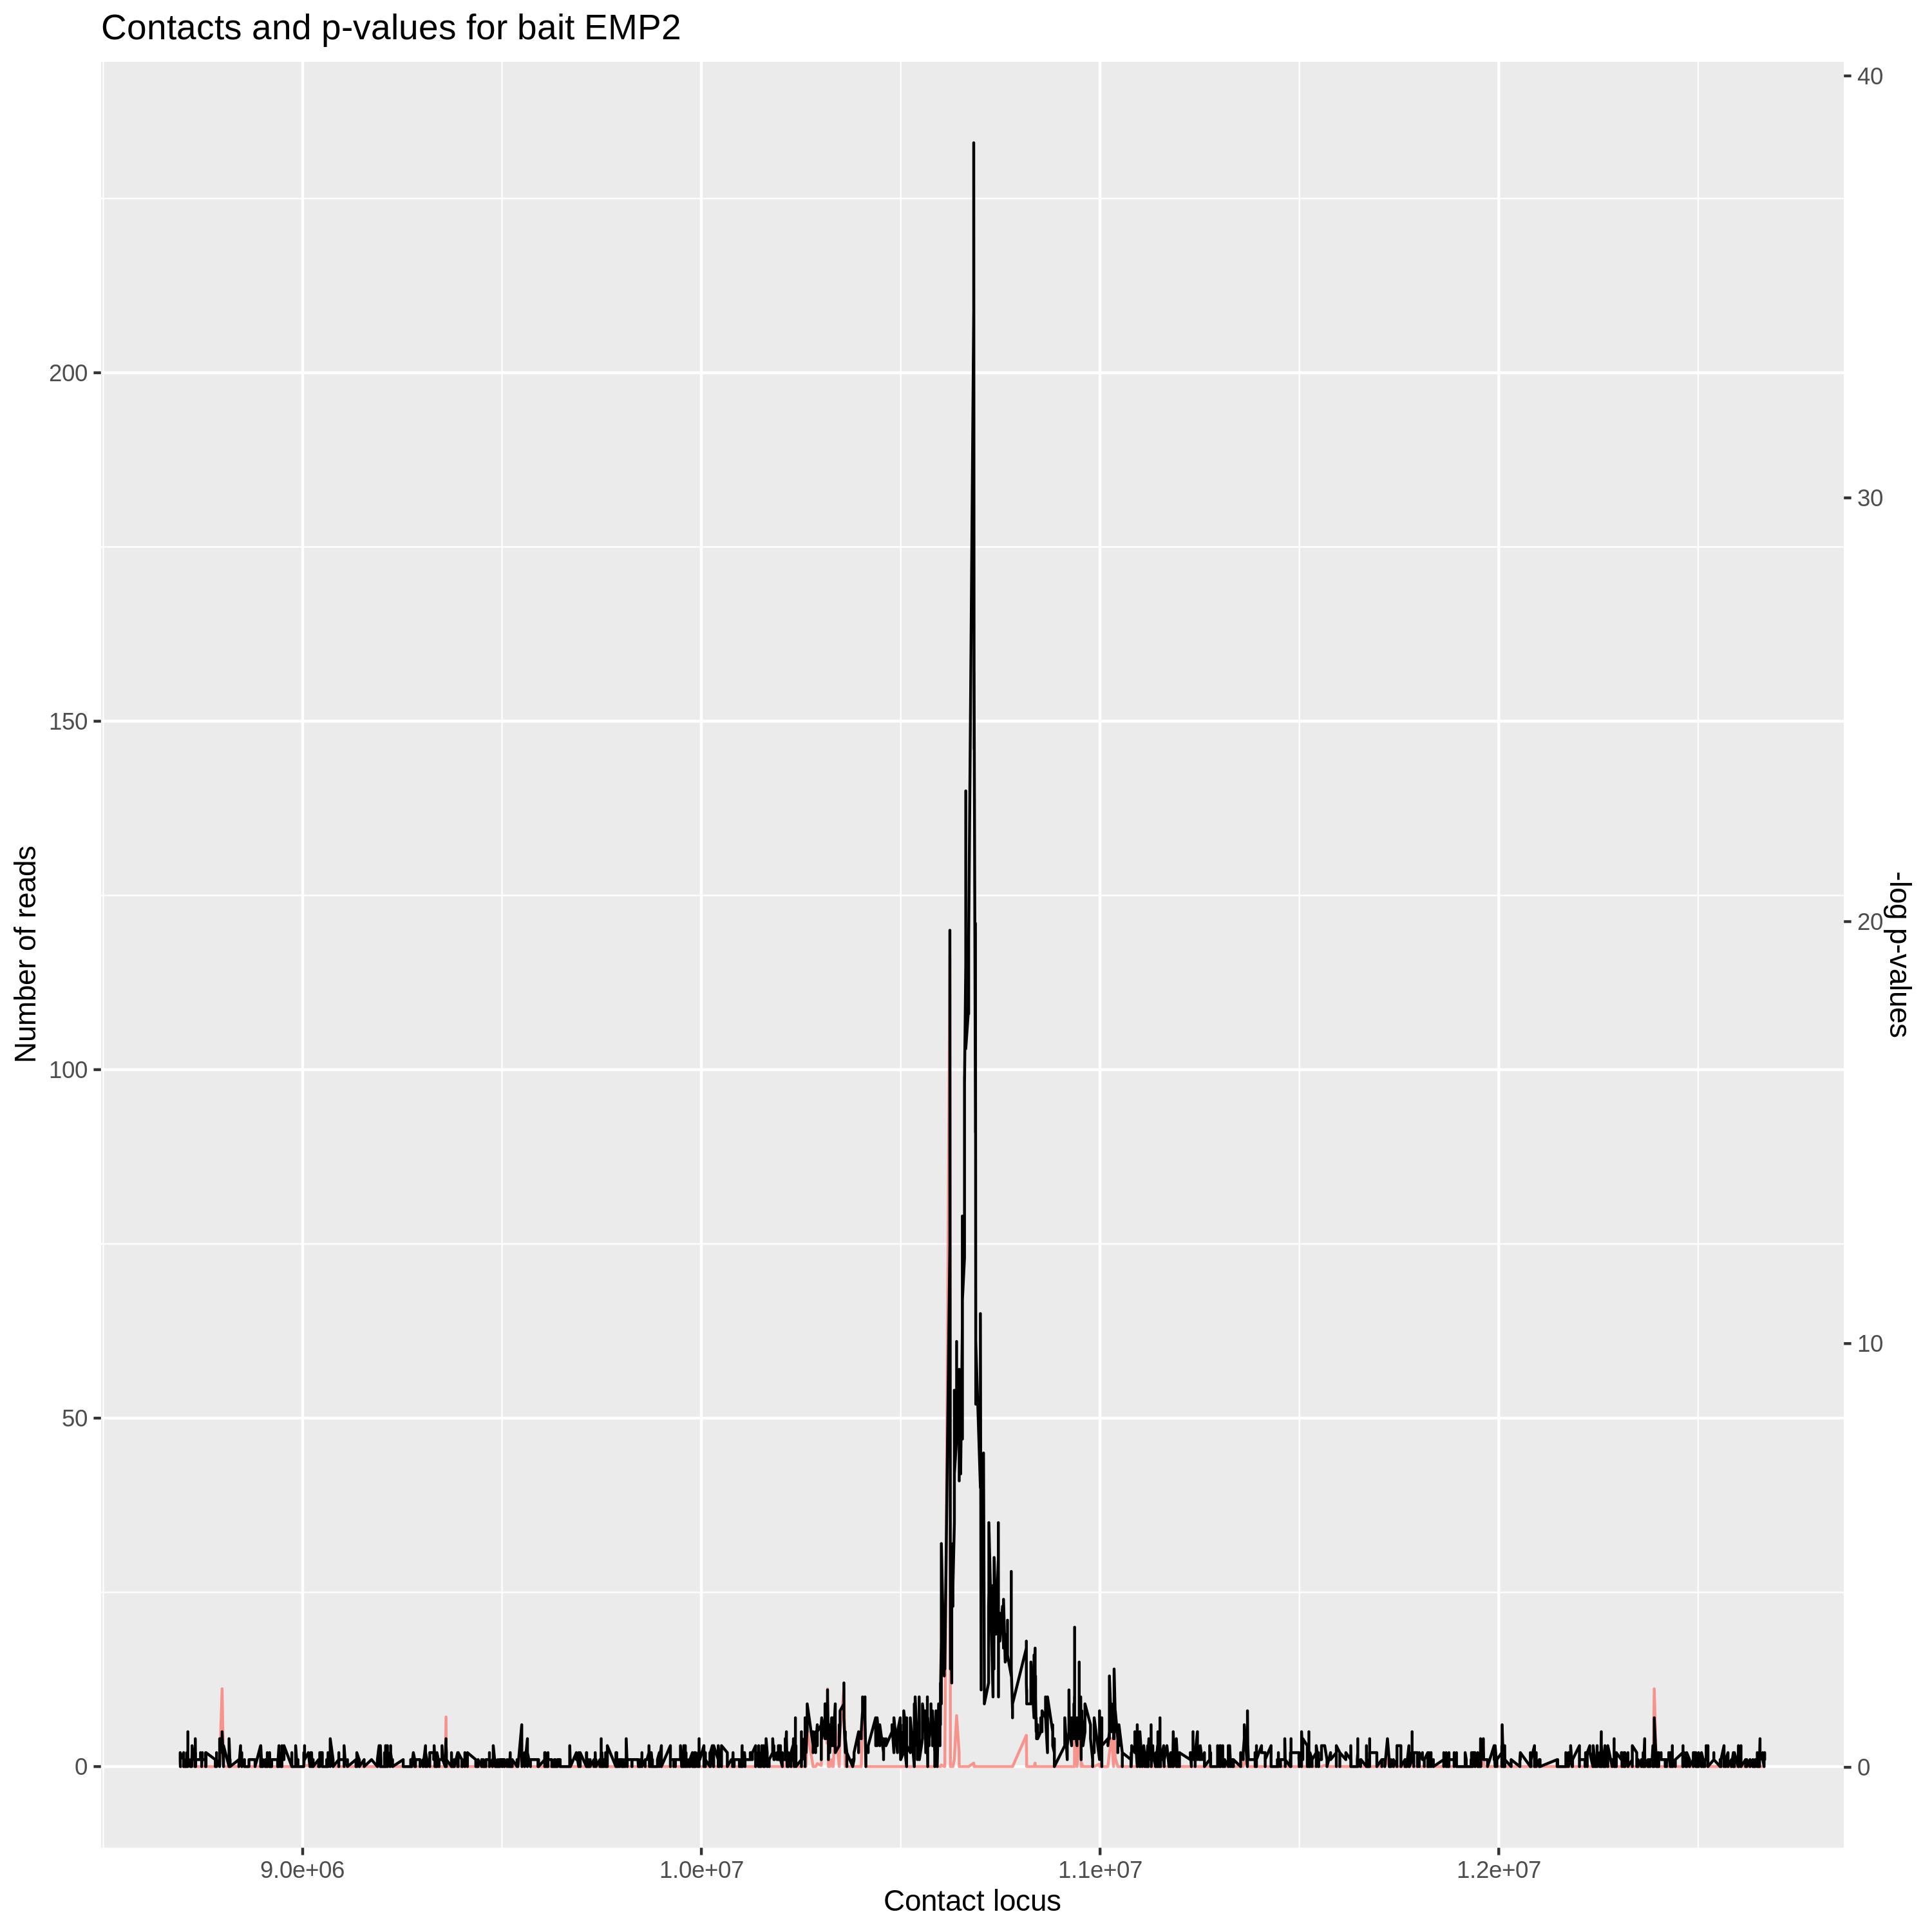 Contacts and p-values for bait EMP2
40
200
30
150
20
Number of reads
-log p-values
100
10
50
0
0
9.0e+06
1.0e+07
1.1e+07
1.2e+07
Contact locus